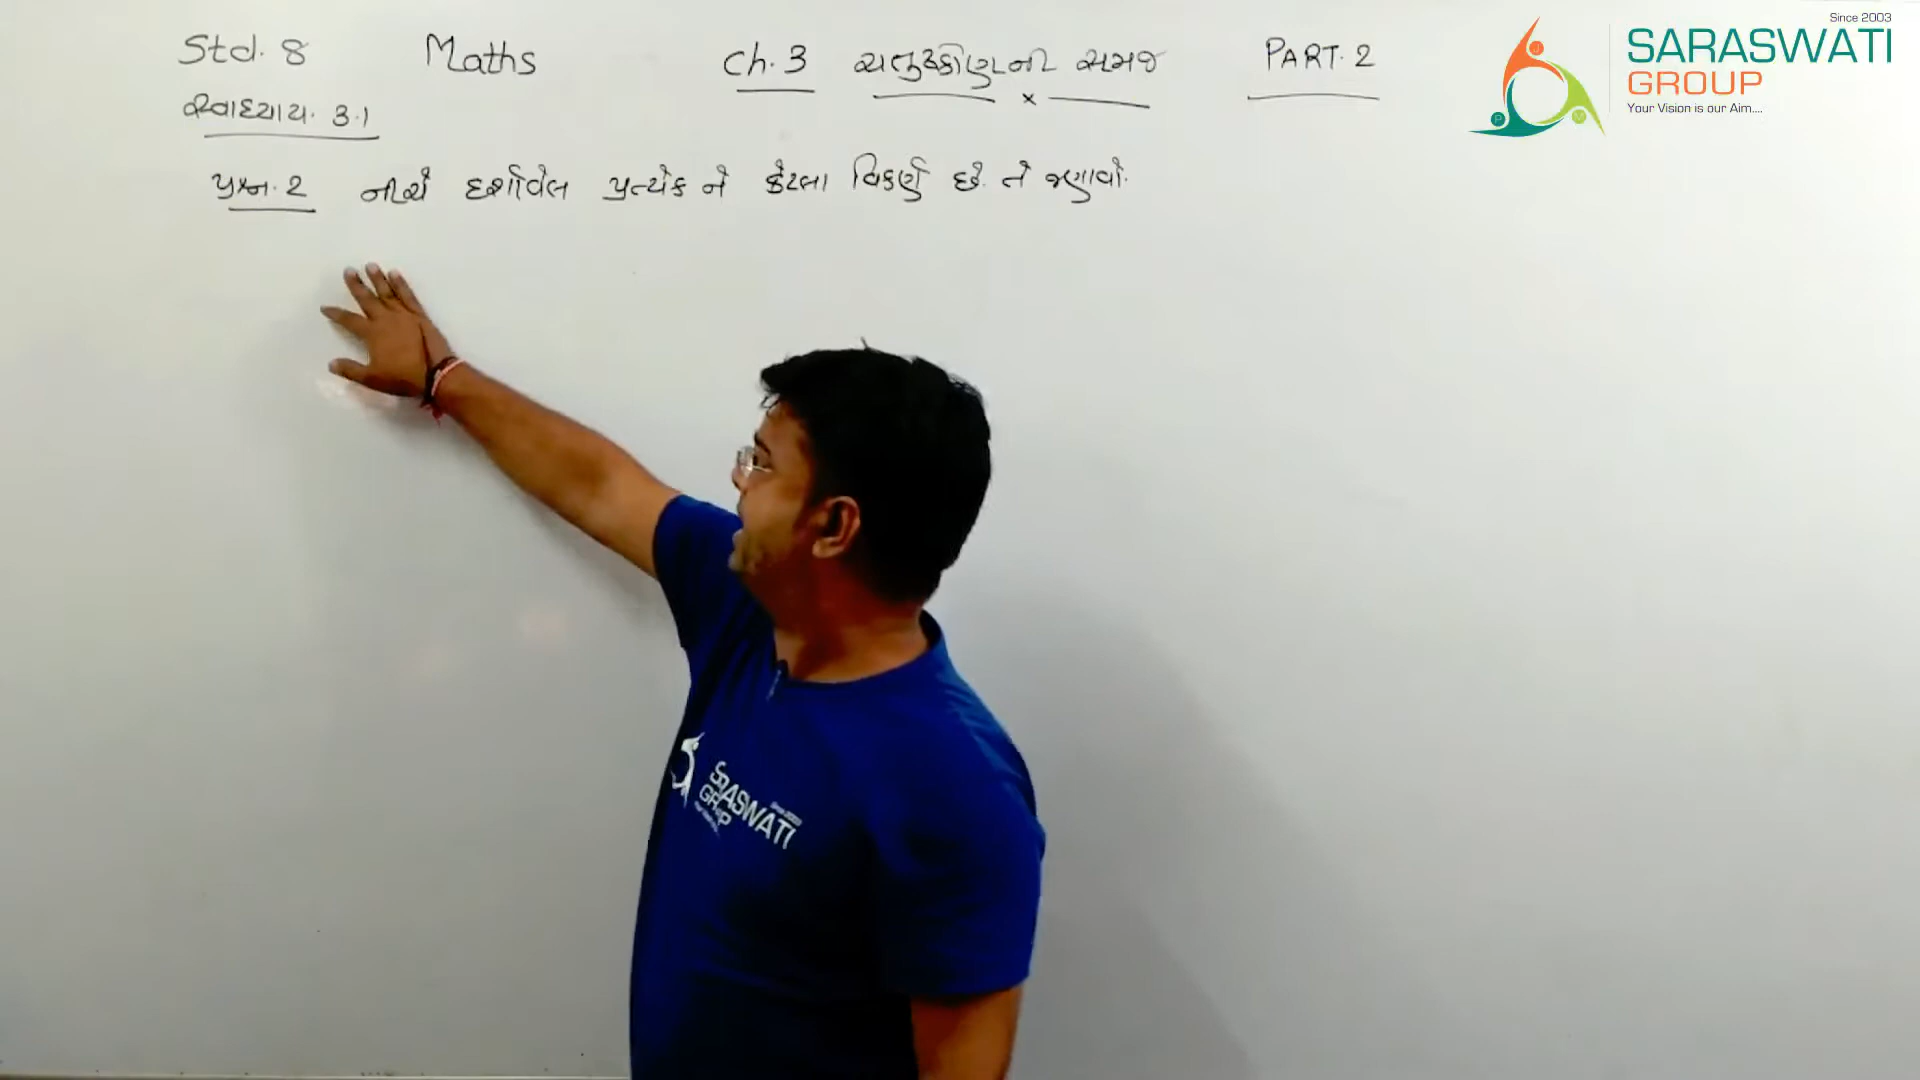 Std. 8 Maths Ch. 3 ચતુષ્કોણની સમજ PART. 2
સ્વાધ્યાય. 3.1
પ્રશ્ન. 2 નીચે દર્શાવેલ પ્રત્યેક ને કેટલા વિકર્ણ છે. તે જણાવો.
Since 2003
SARASWATI
GROUP
Your Vision is our Aim....
J
P
M
SARASWATI
GROUP